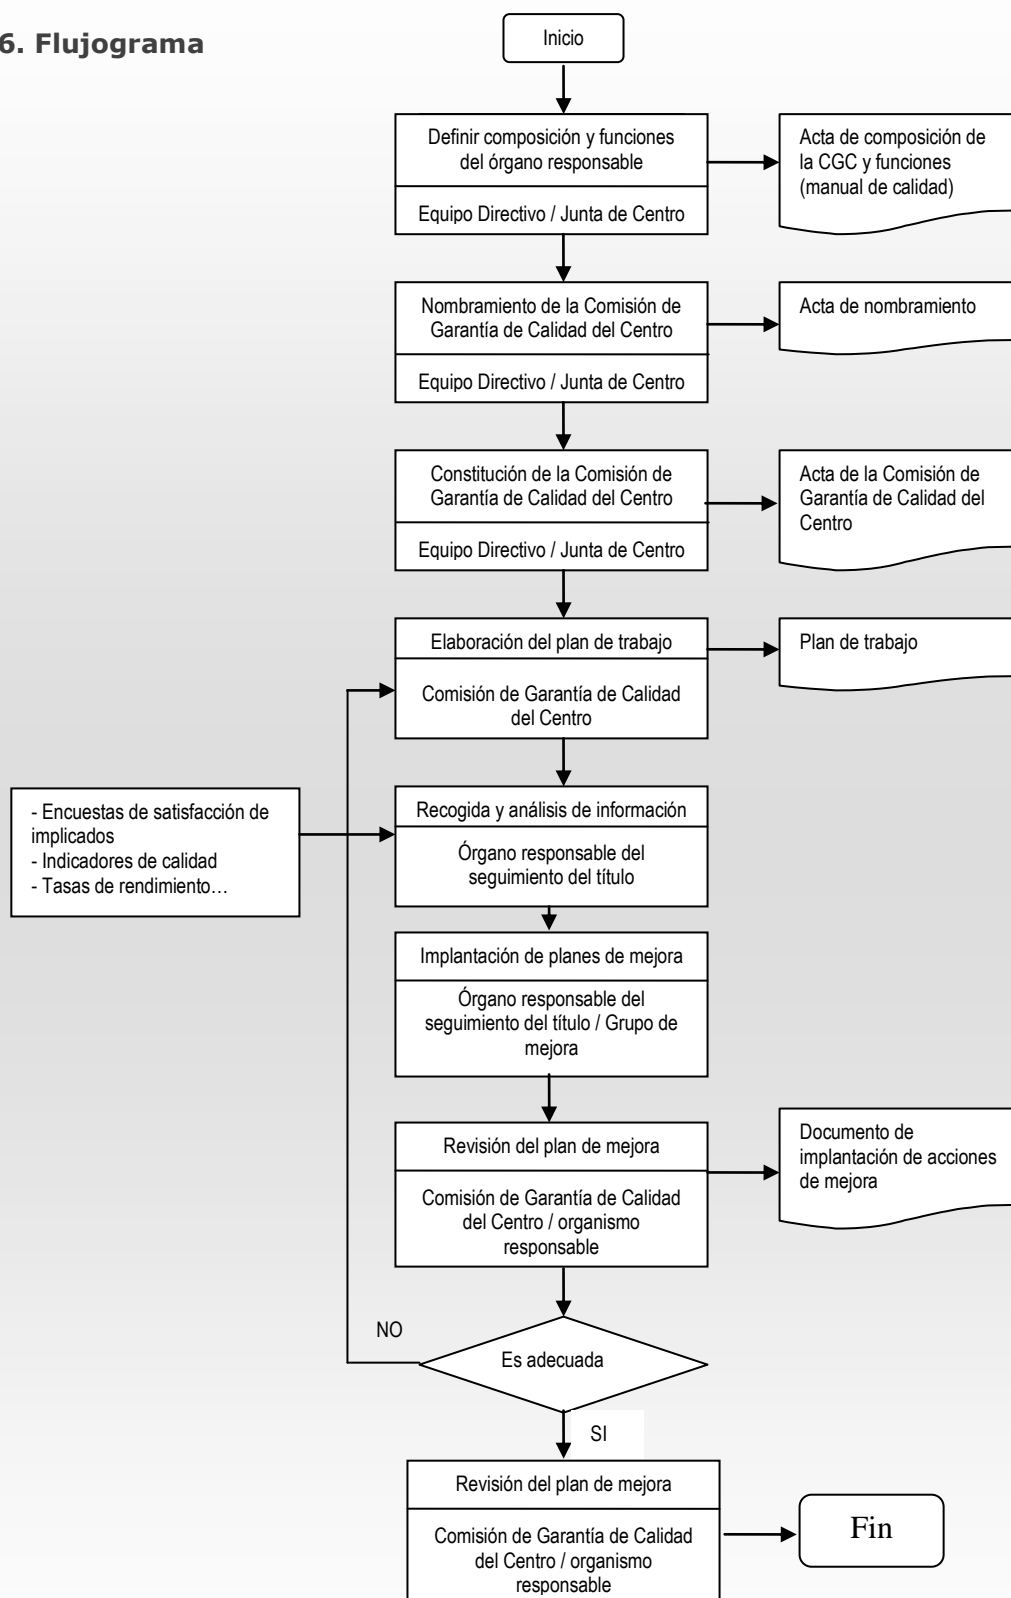 6. Flujograma
Inicio
Definir composición y funciones
del órgano responsable
Equipo Directivo / Junta de Centro
Acta de composición de
la CGC y funciones
(manual de calidad)
Nombramiento de la Comisión de
Garantía de Calidad del Centro
Equipo Directivo / Junta de Centro
Acta de nombramiento
Constitución de la Comisión de
Garantía de Calidad del Centro
Equipo Directivo / Junta de Centro
Acta de la Comisión de
Garantía de Calidad del
Centro
Elaboración del plan de trabajo
Comisión de Garantía de Calidad
del Centro
Plan de trabajo
- Encuestas de satisfacción de
implicados
- Indicadores de calidad
- Tasas de rendimiento…
Recogida y análisis de información
Órgano responsable del
seguimiento del título
Implantación de planes de mejora
Órgano responsable del
seguimiento del título / Grupo de
mejora
Revisión del plan de mejora
Comisión de Garantía de Calidad
del Centro / organismo
responsable
Documento de
implantación de acciones
de mejora
NO
Es adecuada
SI
Revisión del plan de mejora
Comisión de Garantía de Calidad
del Centro / organismo
responsable
Fin